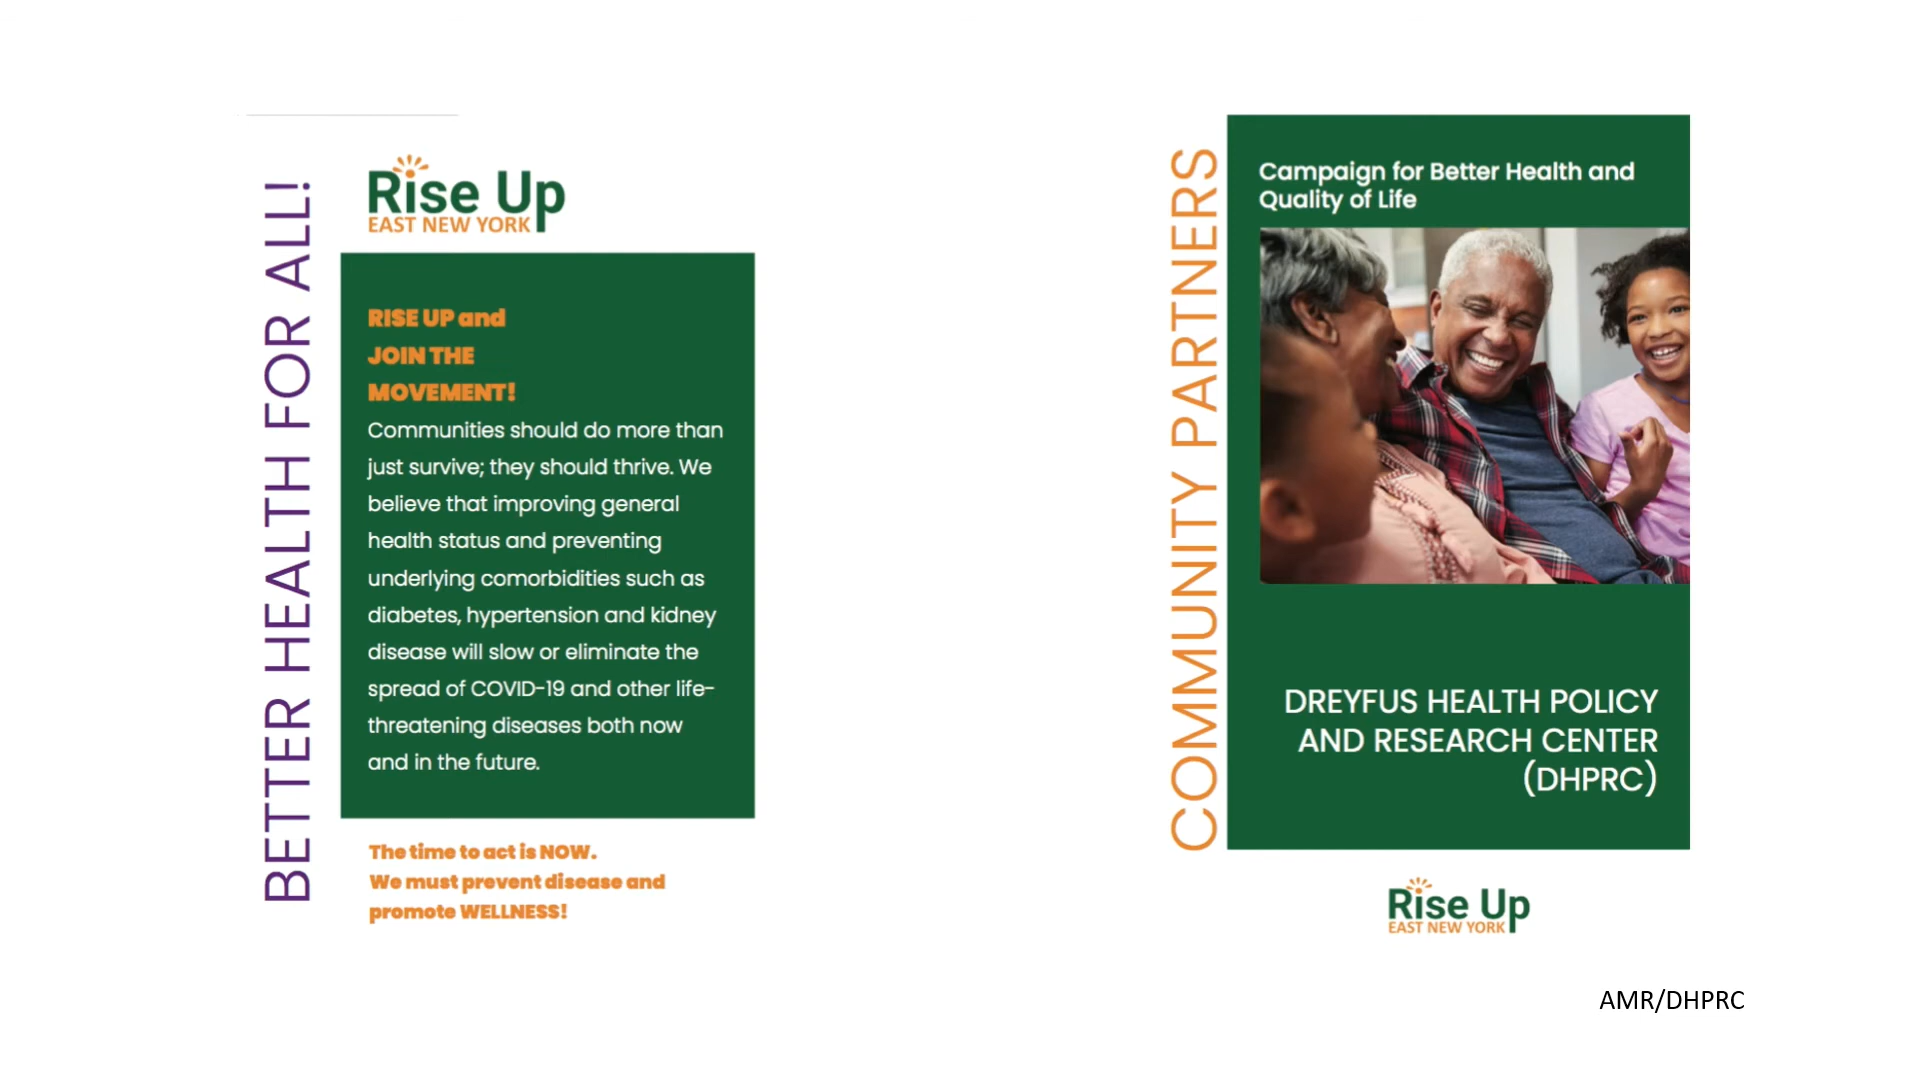 BETTER HEALTH FOR ALL!
Rise Up
EAST NEW YORK
RISE UP and
JOIN THE
MOVEMENT!
Communities should do more than
just survive; they should thrive. We
believe that improving general
health status and preventing
underlying comorbidities such as
diabetes, hypertension and kidney
disease will slow or eliminate the
spread of COVID-19 and other life-
threatening diseases both now
and in the future.
The time to act is NOW.
We must prevent disease and
promote WELLNESS!
COMMUNITY PARTNERS
Campaign for Better Health and
Quality of Life
DREYFUS HEALTH POLICY
AND RESEARCH CENTER
(DHPRC)
Rise Up
EAST NEW YORK
AMR/DHPRC